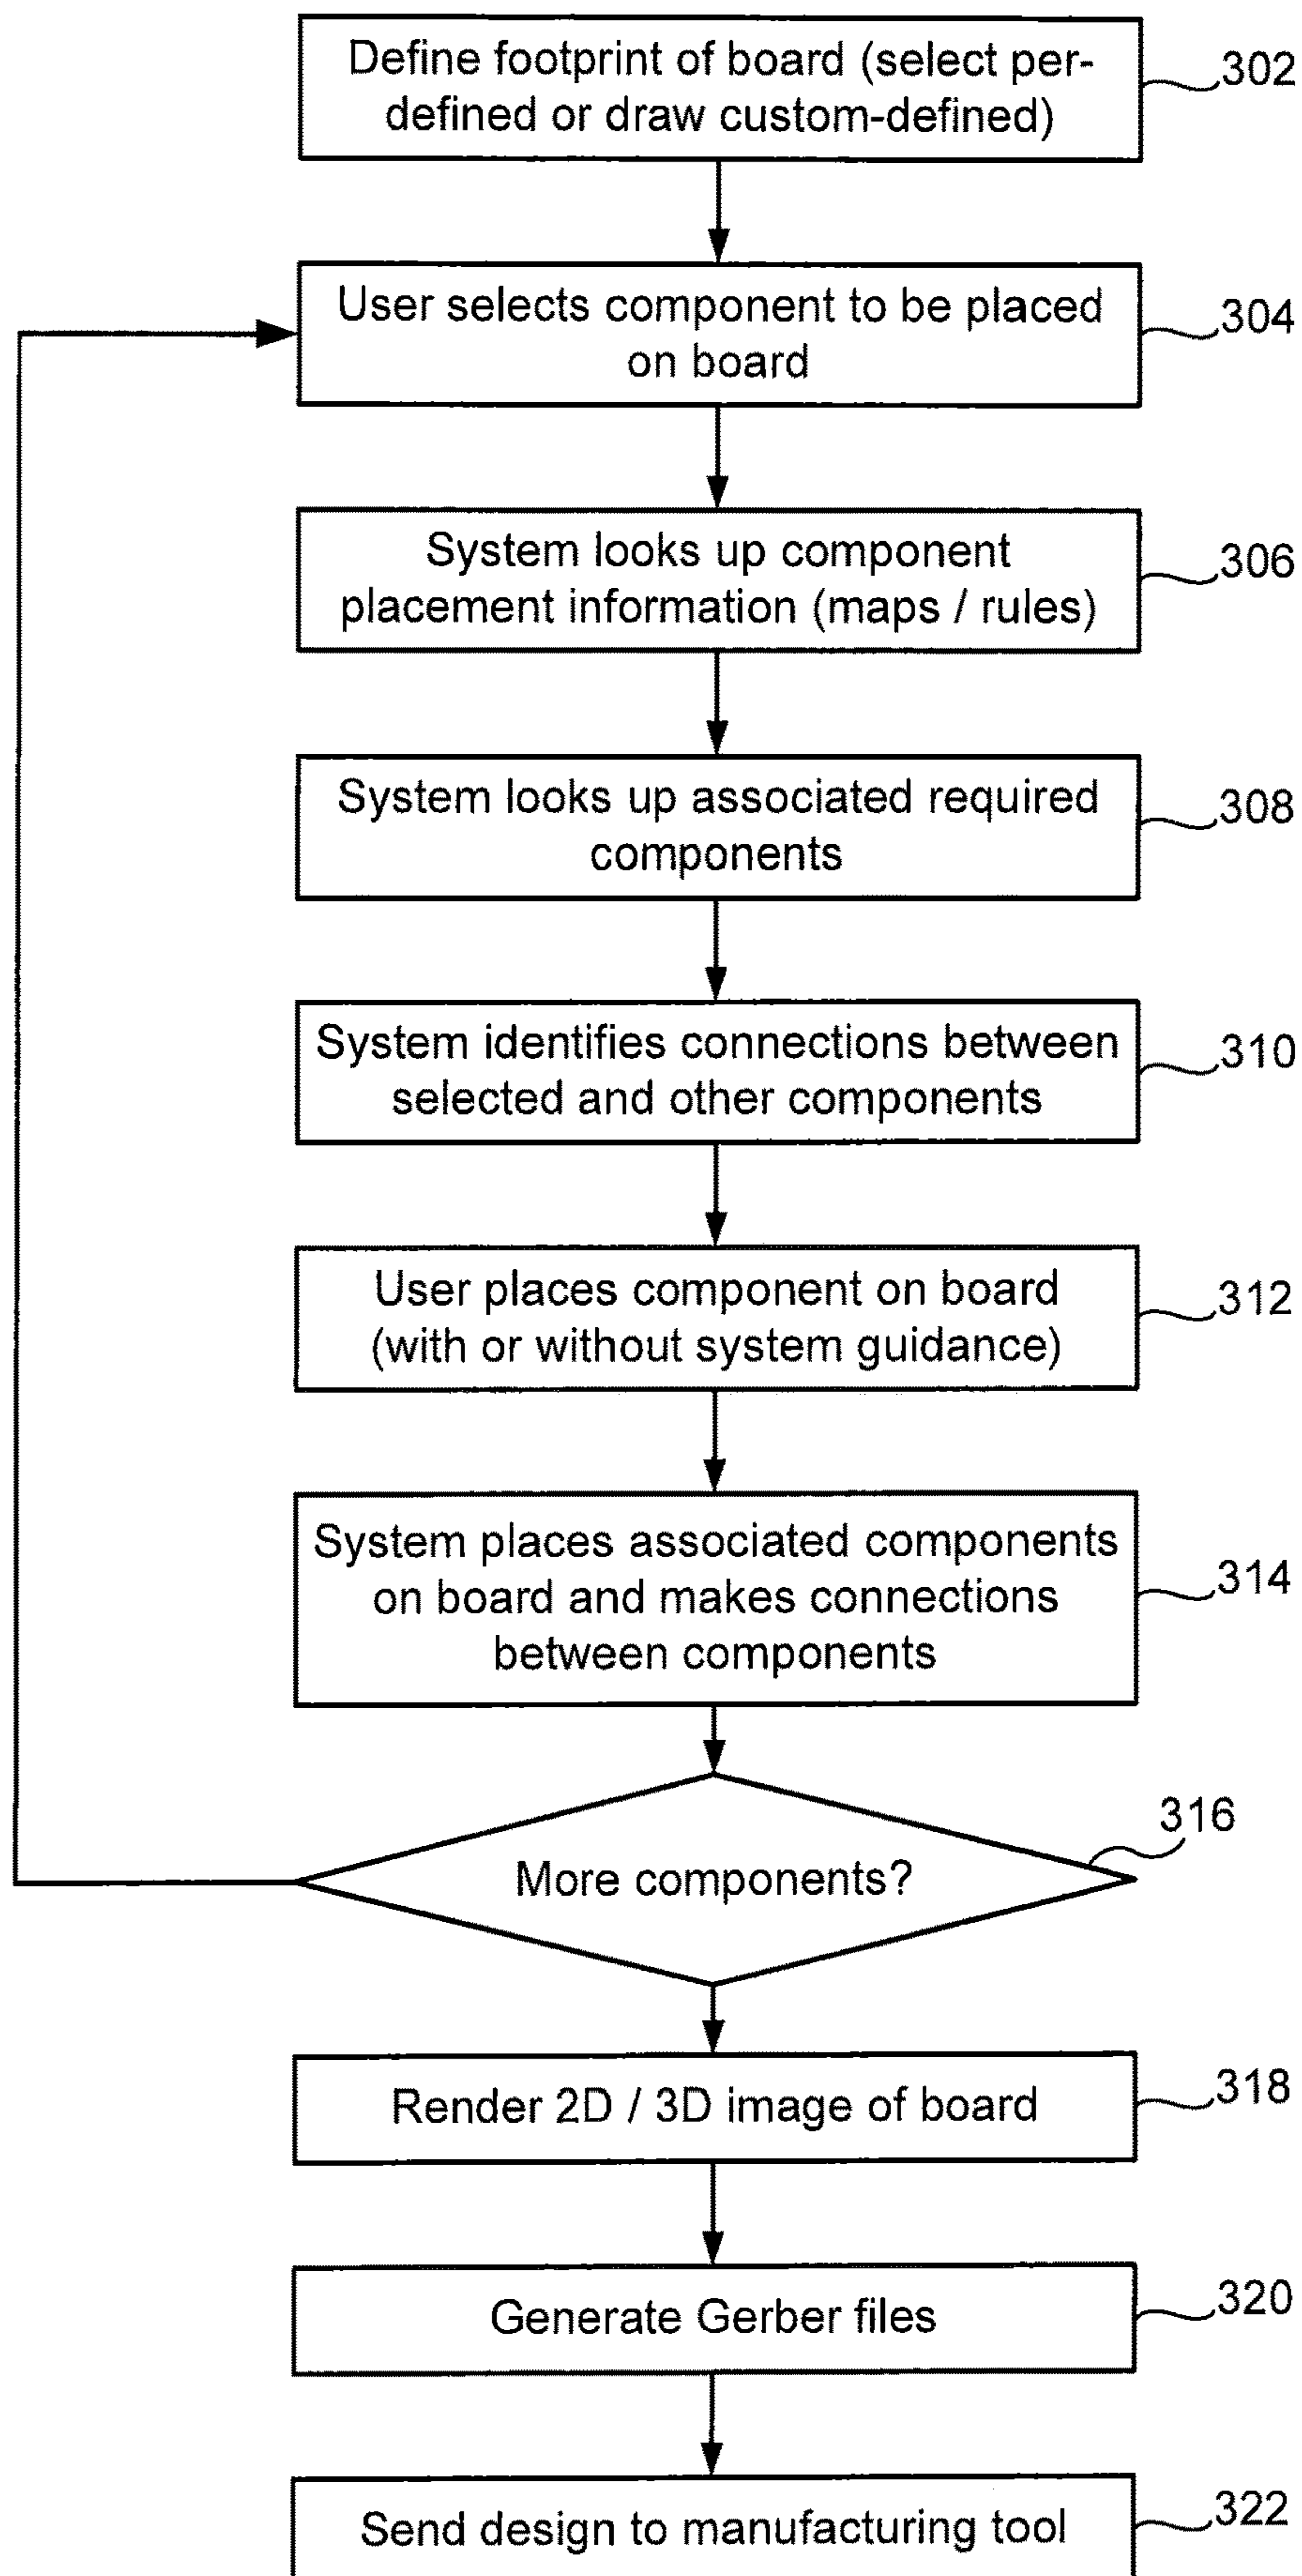 Define footprint of board (select per-
defined or draw custom-defined)
302
User selects component to be placed
on board
304
System looks up component
placement information (maps / rules)
306
System looks up associated required
components
308
System identifies connections between
selected and other components
310
User places component on board
(with or without system guidance)
312
System places associated components
on board and makes connections
between components
314
316
More components?
Render 2D / 3D image of board
318
Generate Gerber files
320
Send design to manufacturing tool
322